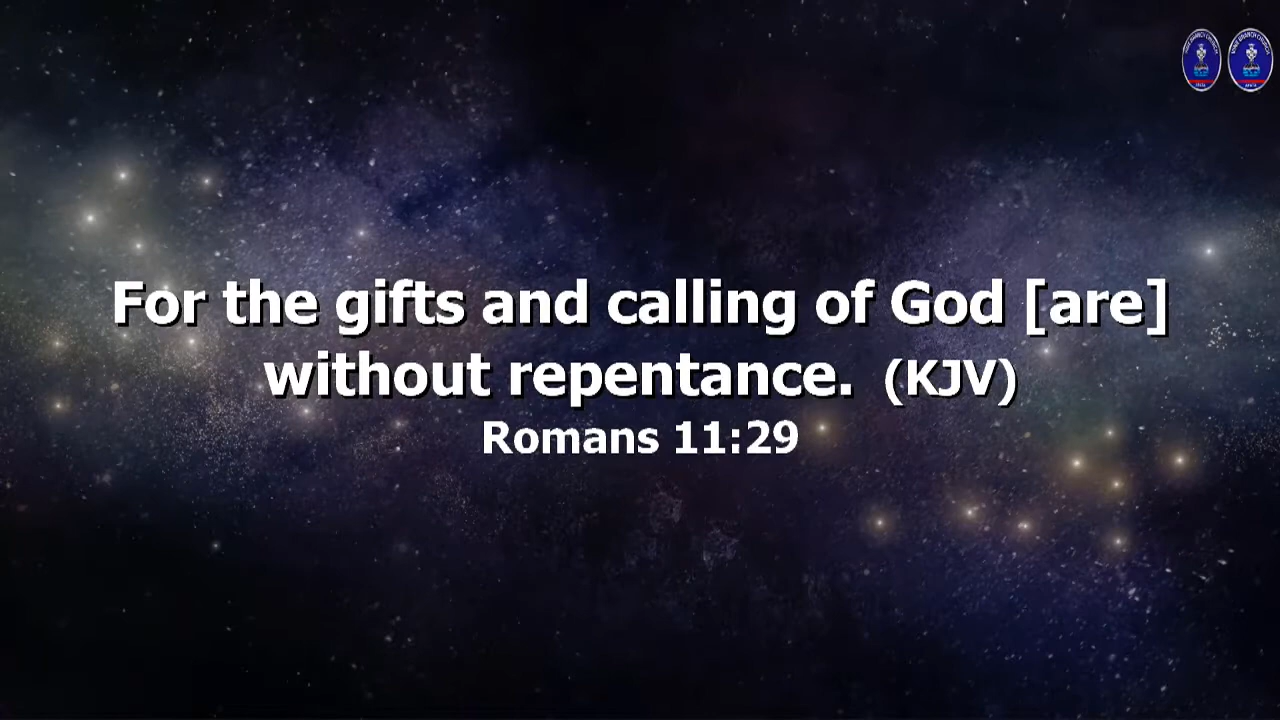 For the gifts and calling of God [are]
without repentance. (KJV)
Romans 11:29